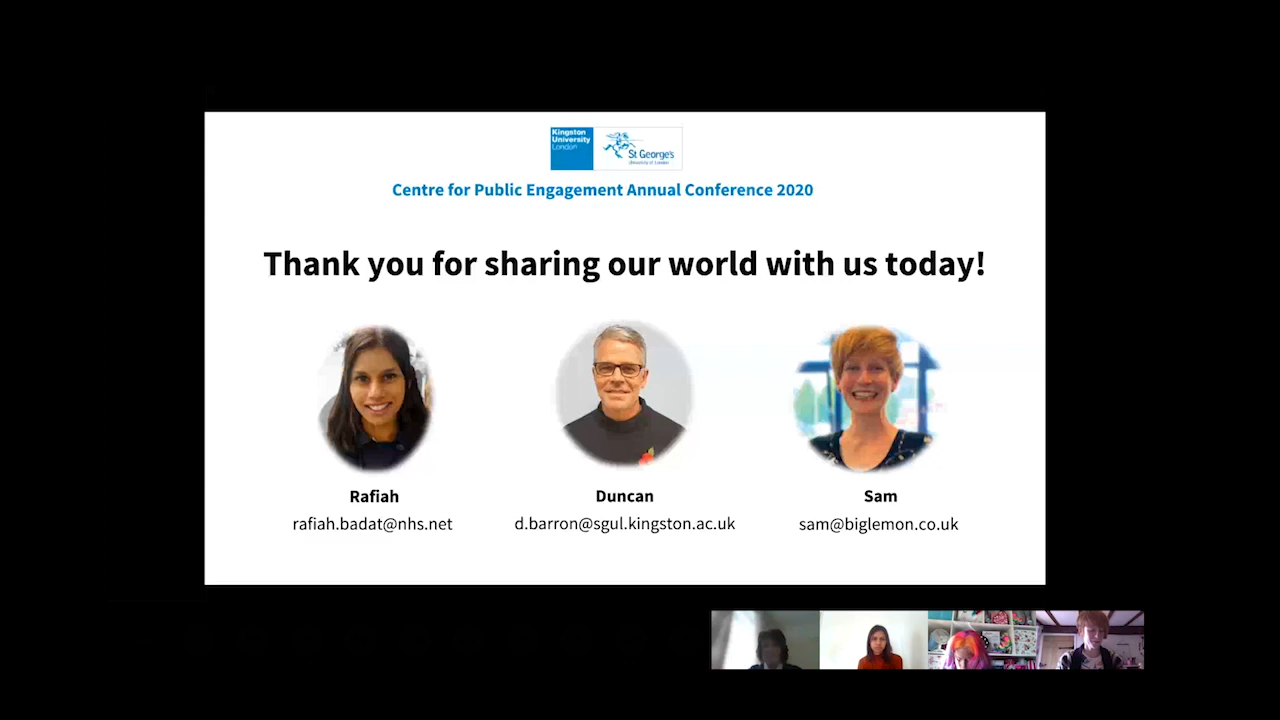 Kingston
University
London
St George's
University of London
Centre for Public Engagement Annual Conference 2020
Thank you for sharing our world with us today!
Rafiah
Duncan
Sam
rafiah.badat@nhs.net
d.barron@sgul.kingston.ac.uk
sam@biglemon.co.uk